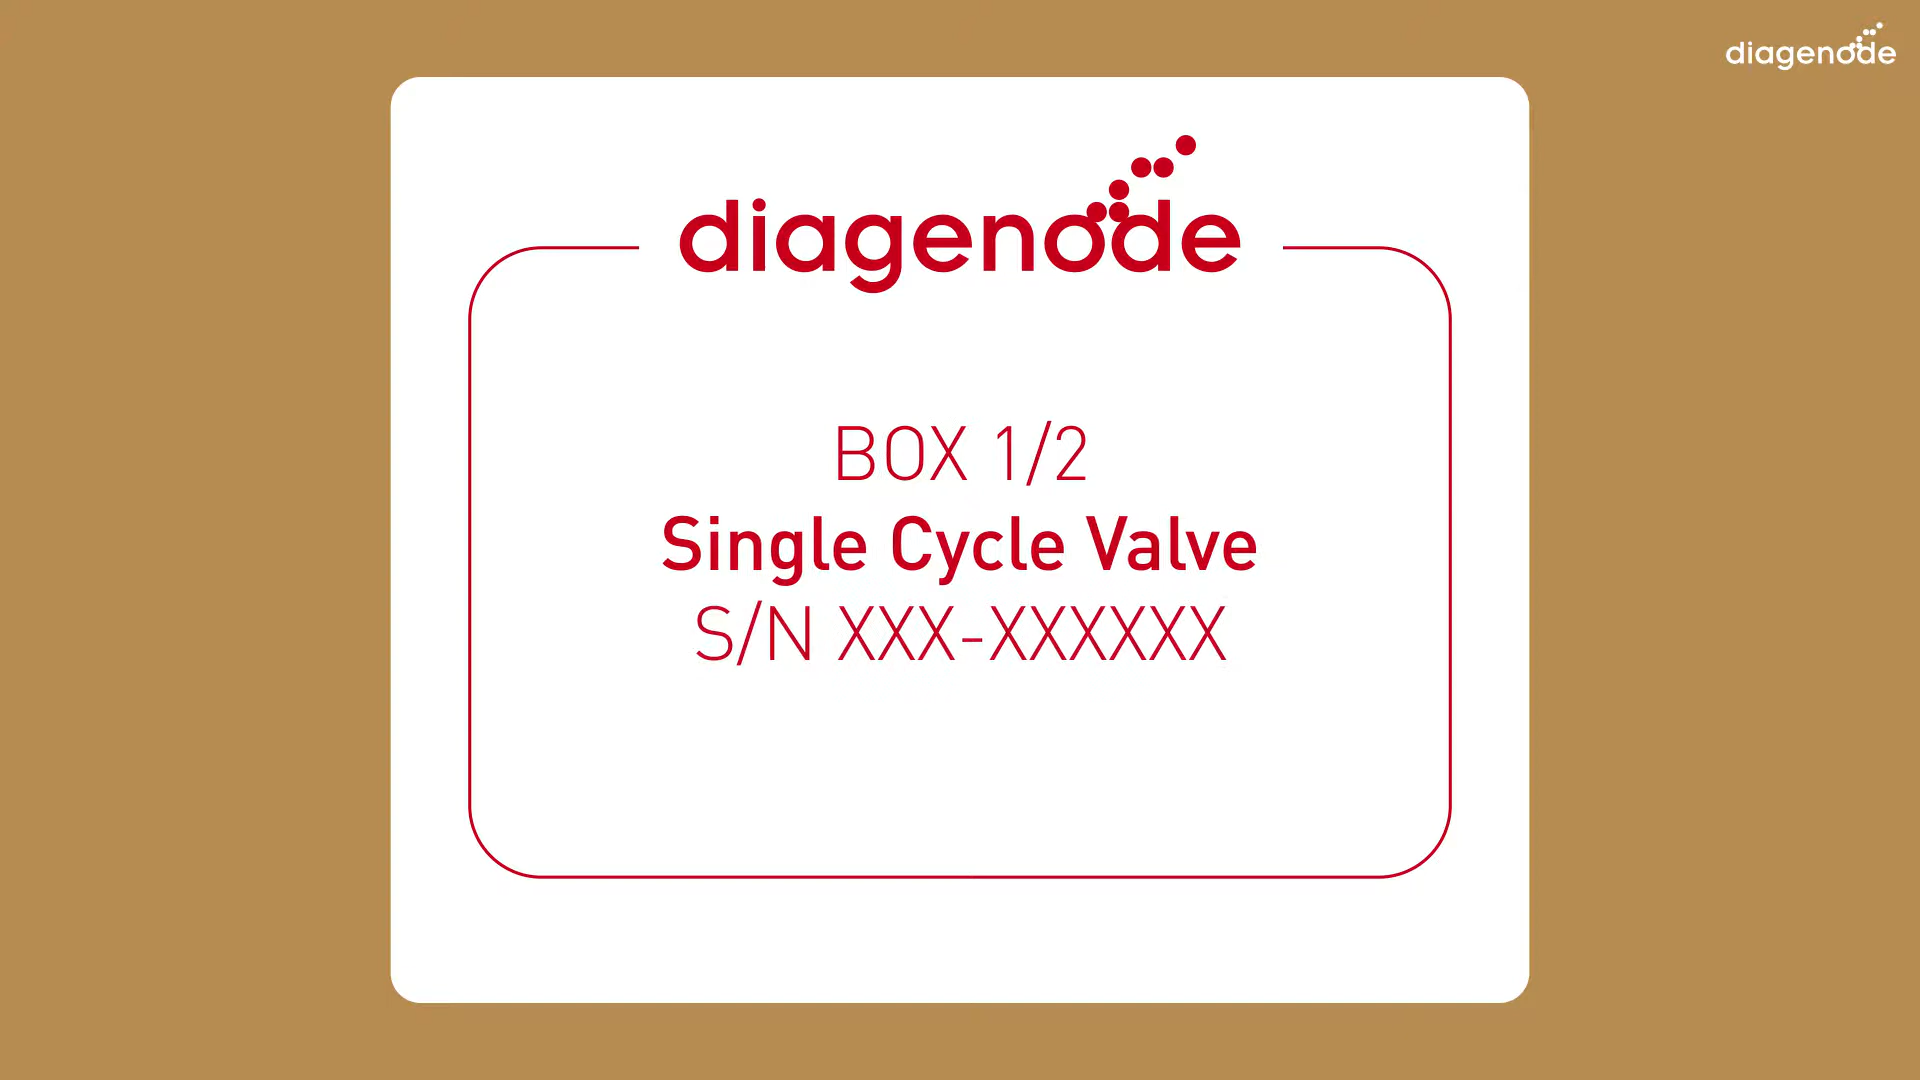 diagenode
diagenode
BOX 1/2
Single Cycle Valve
S/N XXX-XXXXXX